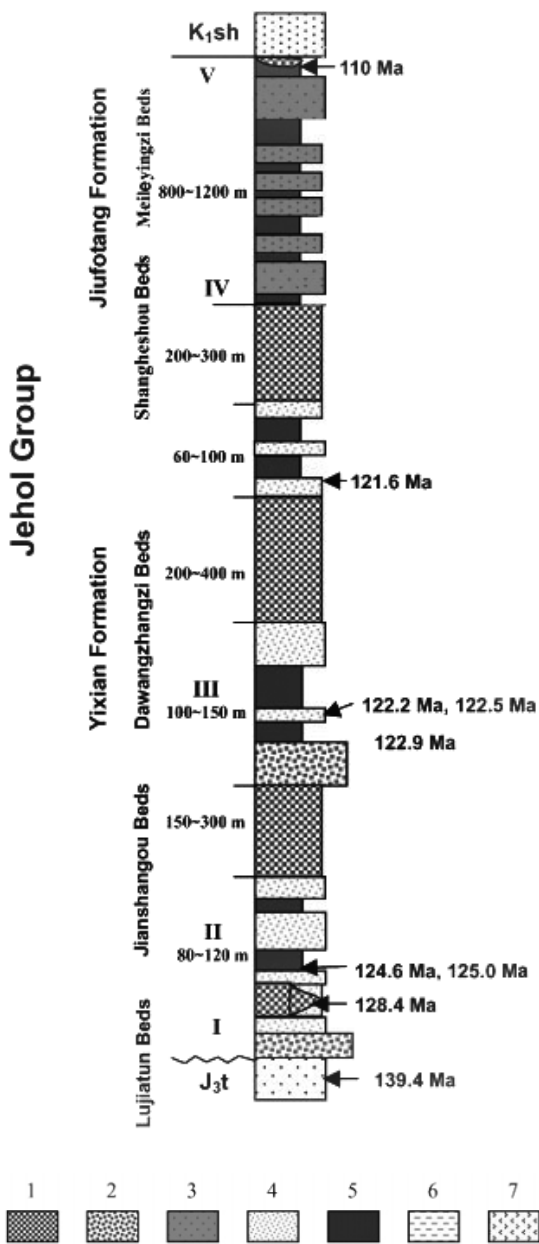 K₁sh
V
110 Ma
Jehol Group
Jiufotang Formation
Meileyingzi Beds
800~1200 m
IV
Shangheshou Beds
200~300 m
60~100 m
121.6 Ma
Yixian Formation
Dawangzhangzi Beds
200~400 m
III
100~150 m
122.2 Ma, 122.5 Ma
122.9 Ma
Jianshangou Beds
150~300 m
II
80~120 m
124.6 Ma, 125.0 Ma
128.4 Ma
Lujiatun Beds
I
J₃t
139.4 Ma
1 2 3 4 5 6 7